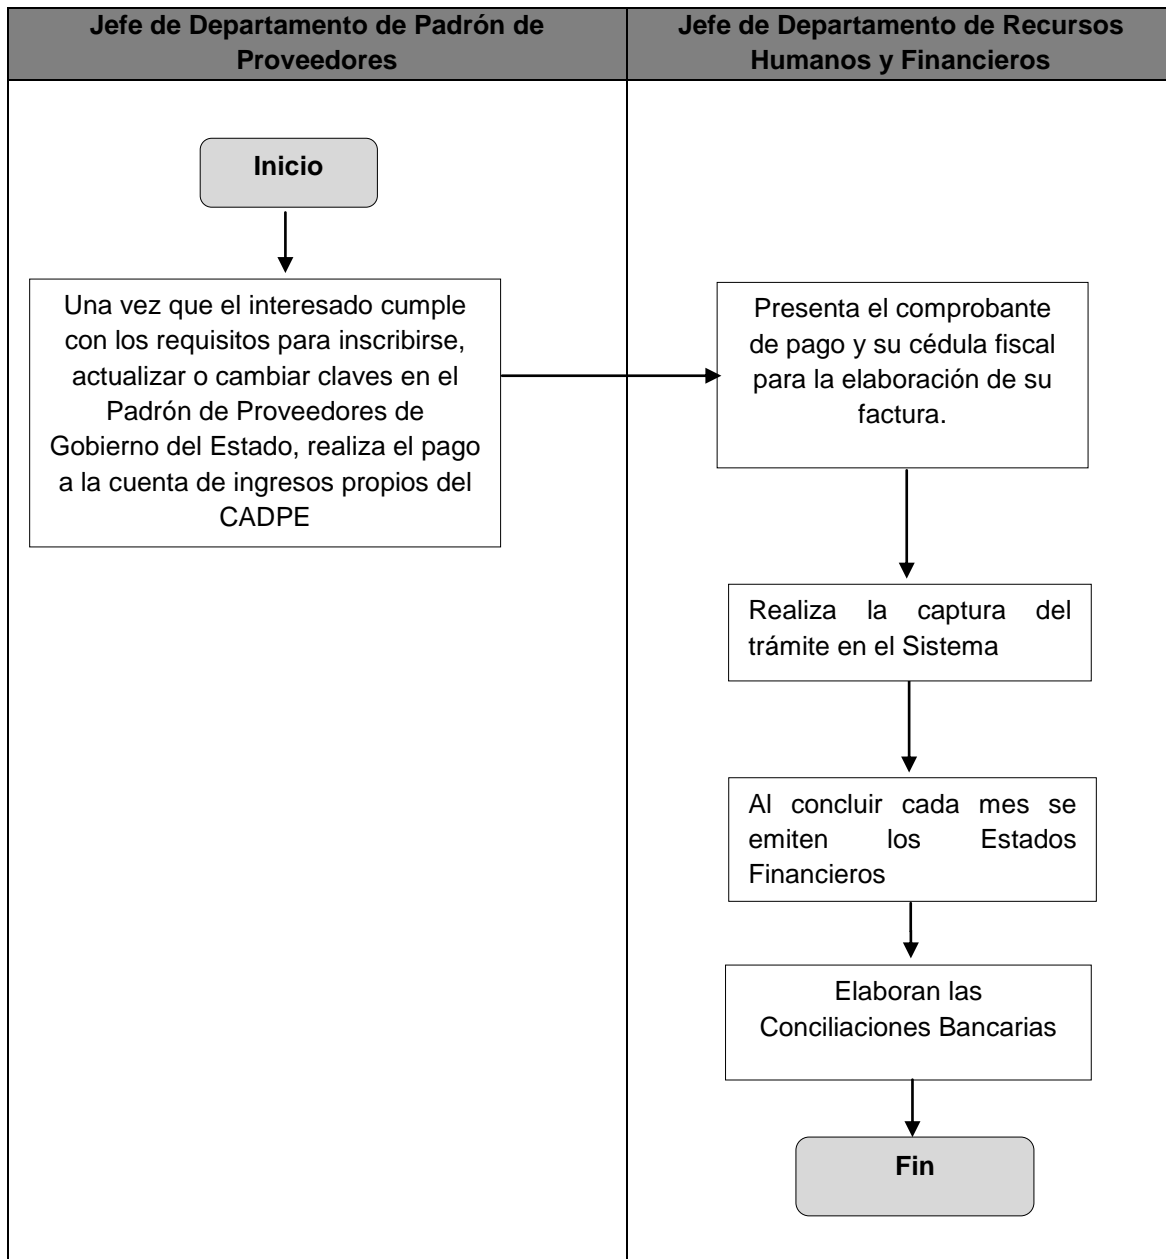 Jefe de Departamento de Padrón de
Proveedores
Jefe de Departamento de Recursos
Humanos y Financieros
Inicio
Una vez que el interesado cumple
con los requisitos para inscribirse,
actualizar o cambiar claves en el
Padrón de Proveedores de
Gobierno del Estado, realiza el pago
a la cuenta de ingresos propios del
CADPE
Presenta el comprobante
de pago y su cédula fiscal
para la elaboración de su
factura.
Realiza la captura del
trámite en el Sistema
Al concluir cada mes se
emiten los Estados
Financieros
Elaboran las
Conciliaciones Bancarias
Fin